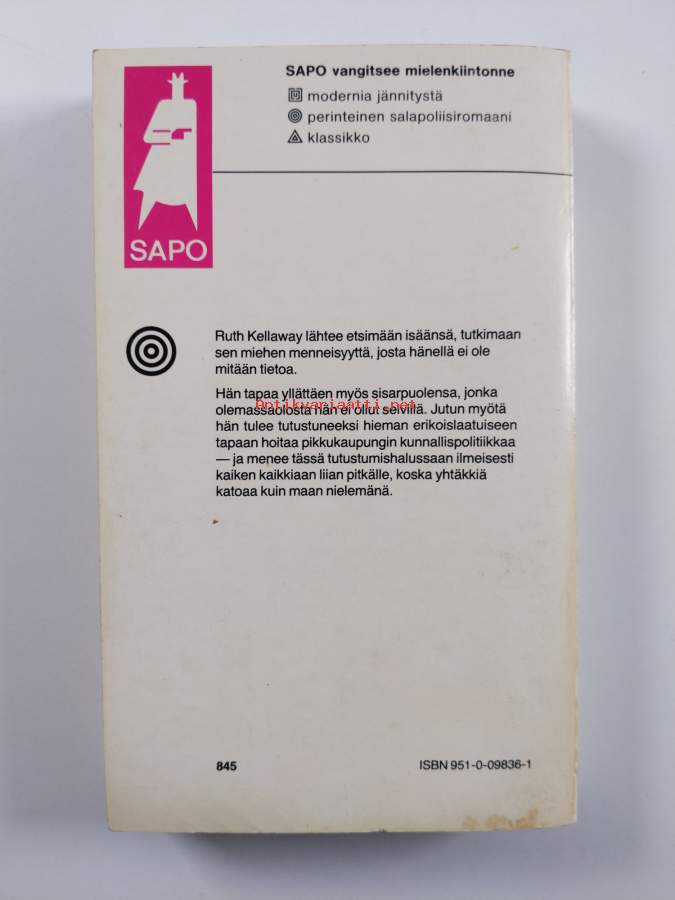 SAPO vangitsee mielenkiintonne
modernia jännitystä
perinteinen salapoliisiromaani
klassikko
SAPO
Ruth Kellaway lähtee etsimään isäänsä, tutkimaan
sen miehen menneisyyttä, josta hänellä ei ole
mitään tietoa.
Hän tapaa yllättäen myös sisarpuolensa, jonka
Antikvariaatti.net
olemassaolosta hän ei ollut selvillä. Jutun myötä
hän tulee tutustuneeksi hieman erikoislaatuiseen
tapaan hoitaa pikkukaupungin kunnallispolitiikkaa
— ja menee tässä tutustumishalussaan ilmeisesti
kaiken kaikkiaan liian pitkälle, koska yhtäkkiä
katoaa kuin maan nielemänä.
845
ISBN 951-0-09836-1